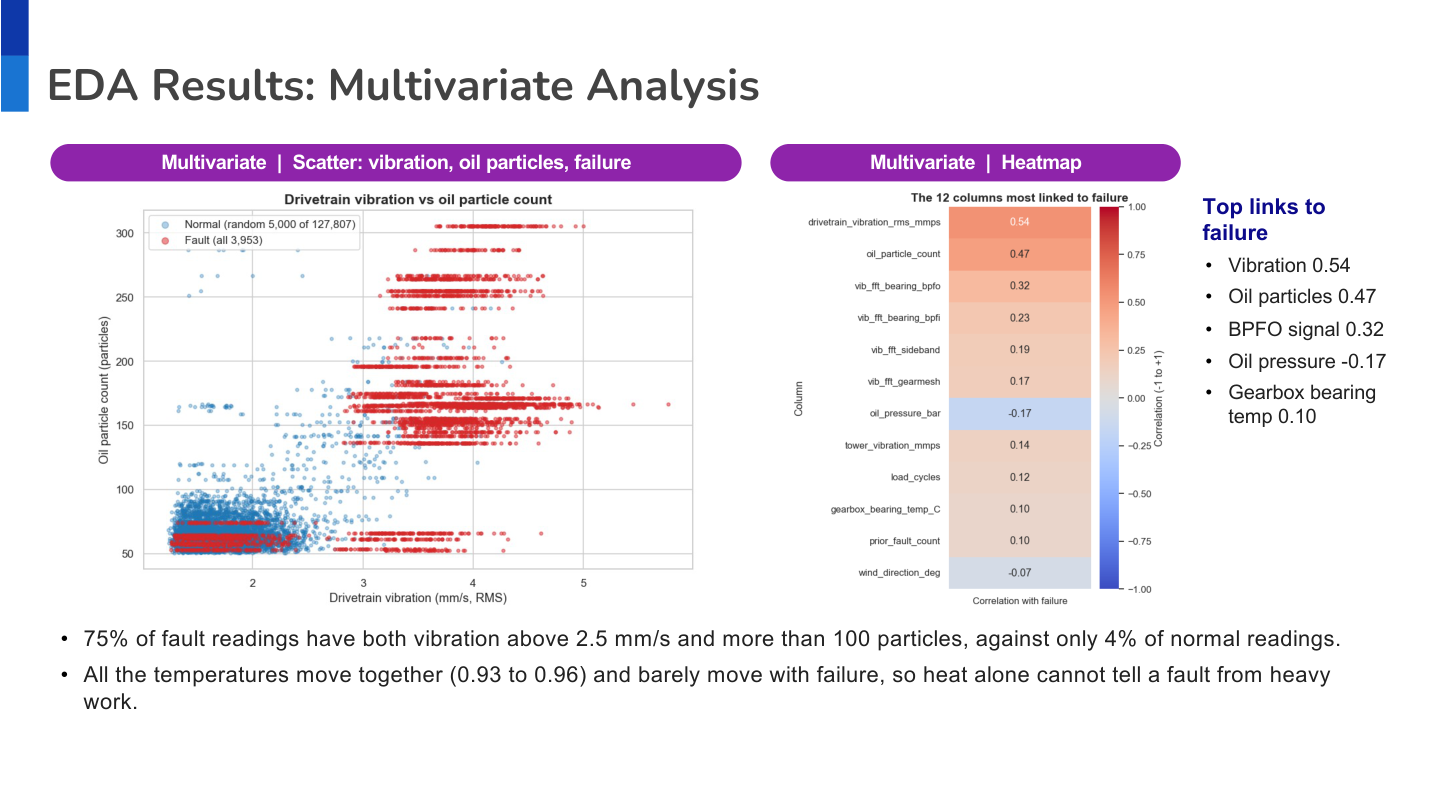 EDA Results: Multivariate Analysis
Multivariate | Scatter: vibration, oil particles, failure
Drivetrain vibration vs oil particle count
Normal (random 5,000 of 127,807)
Fault (all 3,953)
Oil particle count (particles)
300
250
200
150
100
50
2 3 4 5
Drivetrain vibration (mm/s, RMS)
Multivariate | Heatmap
The 12 columns most linked to failure
Column
drivetrain_vibration_rms_mmps 0.54
oil_particle_count 0.47
vib_fft_bearing_bpfo 0.32
vib_fft_bearing_bpfi 0.23
vib_fft_sideband 0.19
vib_fft_gearmesh 0.17
oil_pressure_bar -0.17
tower_vibration_mmps 0.14
load_cycles 0.12
gearbox_bearing_temp_C 0.10
prior_fault_count 0.10
wind_direction_deg -0.07
Correlation with failure
1.00
0.75
0.50
0.25
0.00
−0.25
−0.50
−0.75
−1.00
Correlation (-1 to +1)
Top links to
failure
• Vibration 0.54
• Oil particles 0.47
• BPFO signal 0.32
• Oil pressure -0.17
• Gearbox bearing
temp 0.10
• 75% of fault readings have both vibration above 2.5 mm/s and more than 100 particles, against only 4% of normal readings.
• All the temperatures move together (0.93 to 0.96) and barely move with failure, so heat alone cannot tell a fault from heavy
work.